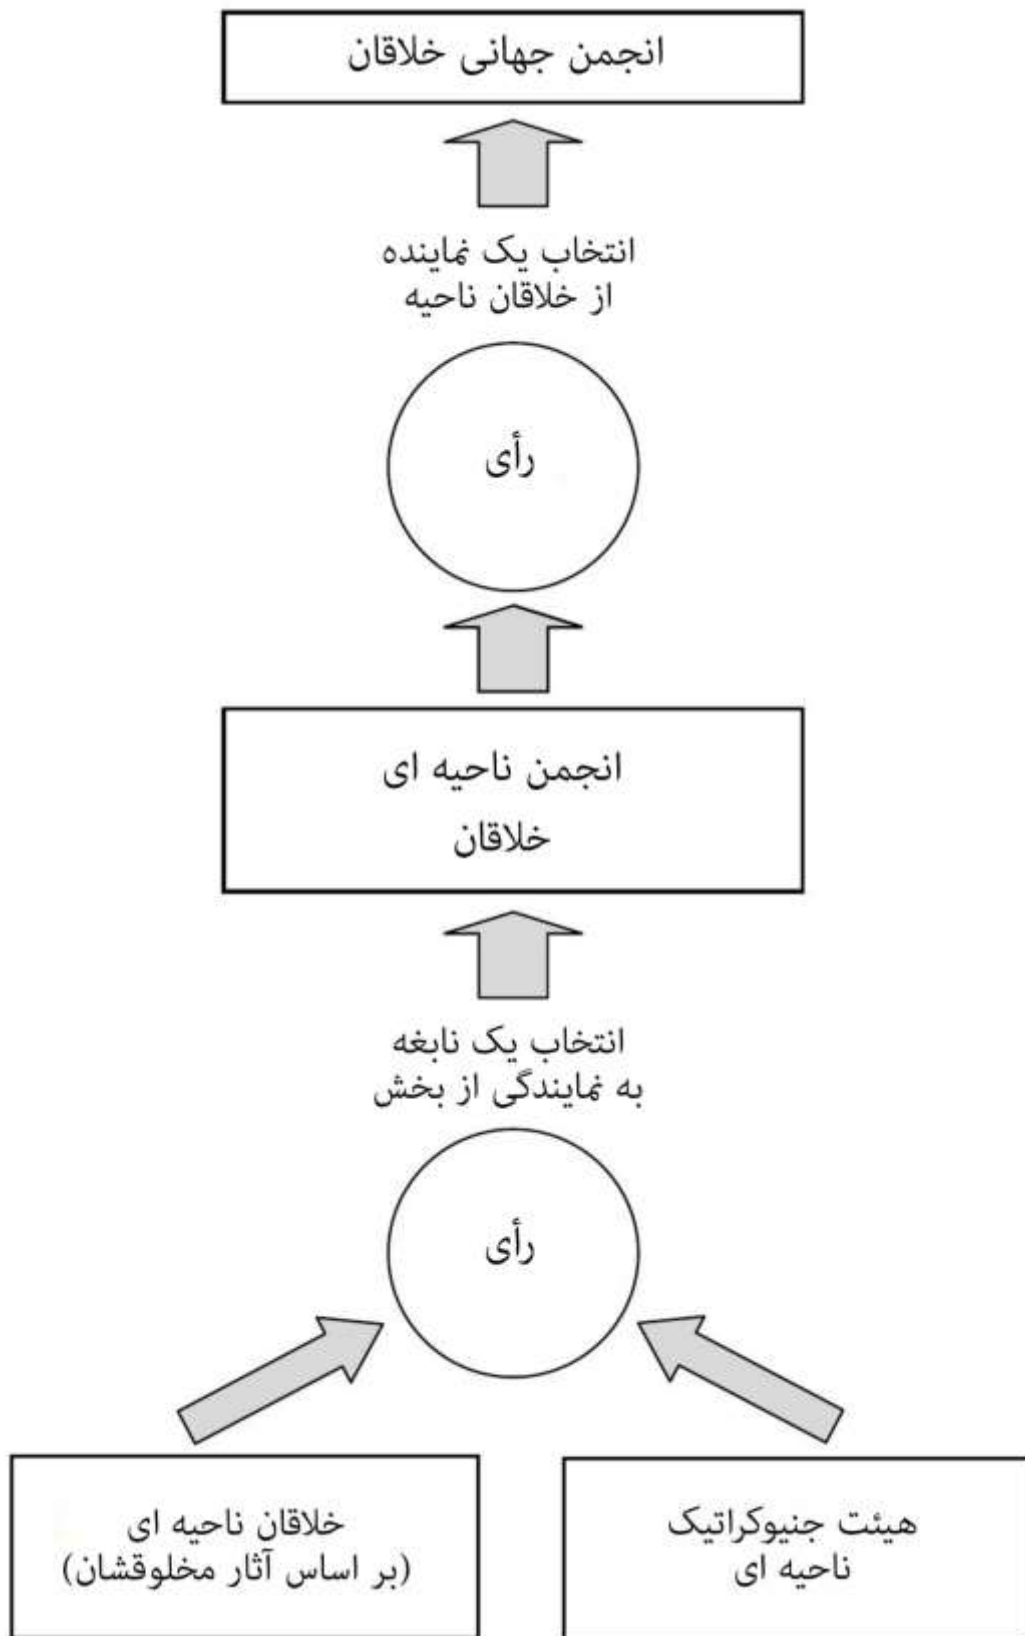 انجمن جهانی خلاقان
انتخاب یک نماینده
از خلاقان ناحیه
رأی
انجمن ناحیه ای
خلاقان
انتخاب یک نابغه
به نمایندگی از بخش
رأی
هیئت جنیوکراتیک
ناحیه ای
خلاقان ناحیه ای
(بر اساس آثار مخلوقشان)